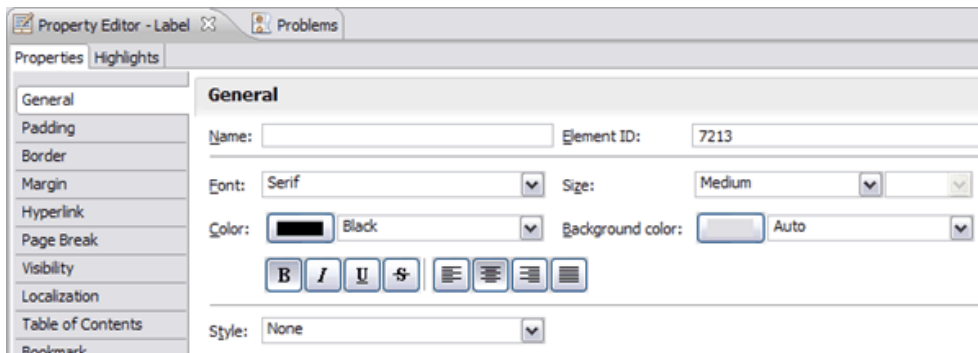 Property Editor - Label Problems
Properties Highlights
General
Padding
Border
Margin
Hyperlink
Page Break
Visibility
Localization
Table of Contents
Bookmark
General
Name: Element ID: 7213
Font: Serif Size: Medium
Color: Black Background color: Auto
B I U S
Style: None